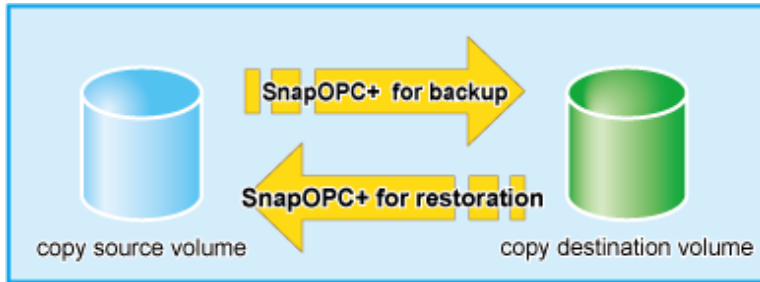 SnapOPC+ for backup
SnapOPC+ for restoration
copy source volume
copy destination volume